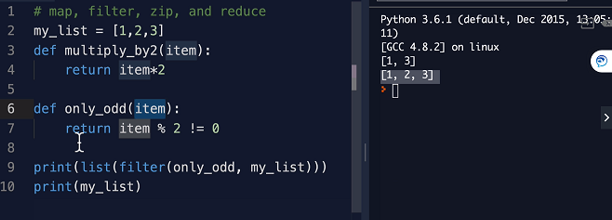 1 # map, filter, zip, and reduce
2 my_list = [1,2,3]
3 def multiply_by2(item):
4     return item*2
5
6 def only_odd(item):
7     return item % 2 != 0
8
9 print(list(filter(only_odd, my_list)))
10 print(my_list)
Python 3.6.1 (default, Dec 2015, 13:05:
11)
[GCC 4.8.2] on linux
[1, 3]
[1, 2, 3]